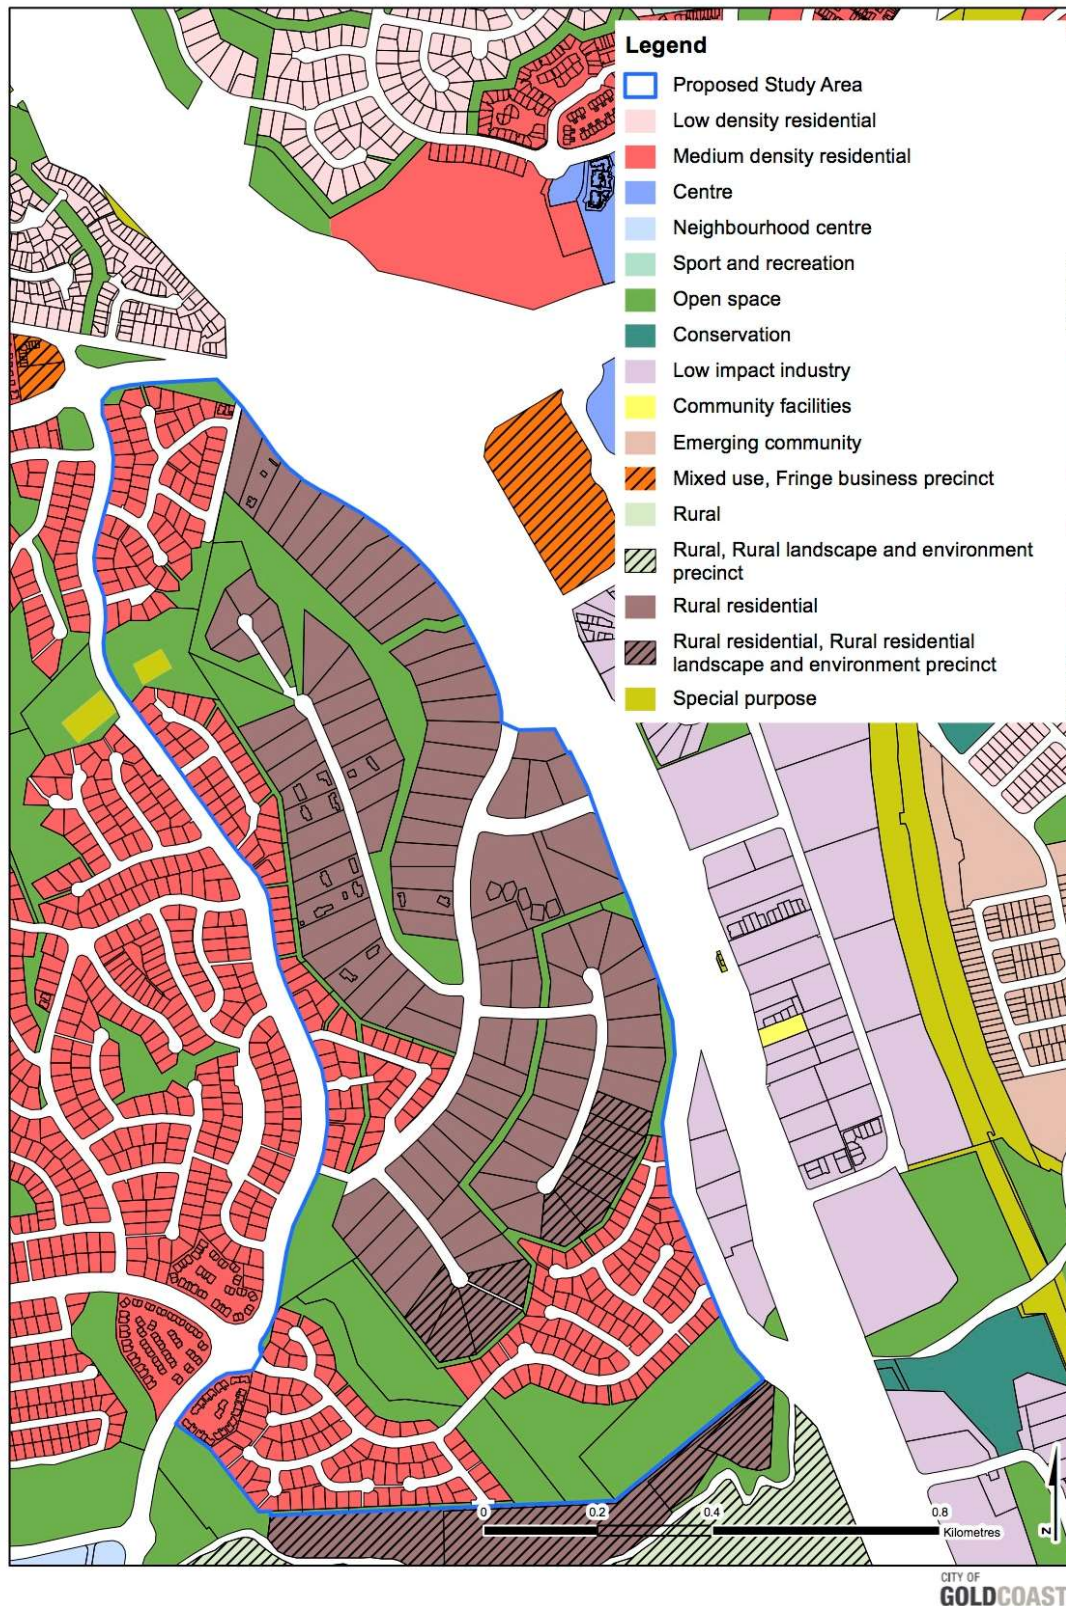 Legend
Proposed Study Area
Low density residential
Medium density residential
Centre
Neighbourhood centre
Sport and recreation
Open space
Conservation
Low impact industry
Community facilities
Emerging community
Mixed use, Fringe business precinct
Rural
Rural, Rural landscape and environment
precinct
Rural residential
Rural residential, Rural residential
landscape and environment precinct
Special purpose
0 0.2 0.4 0.8
Kilometres
N
CITY OF
GOLDCOAST